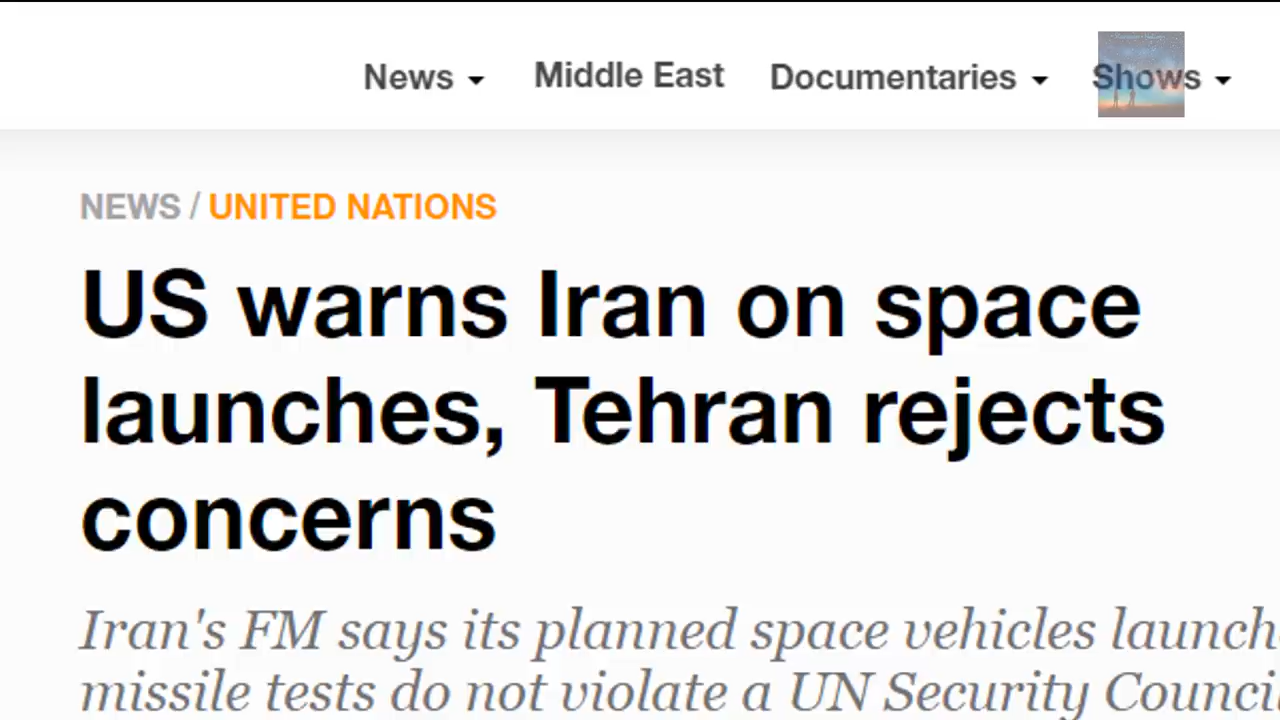 News Middle East Documentaries Shows
NEWS / UNITED NATIONS
US warns Iran on space
launches, Tehran rejects
concerns
Iran's FM says its planned space vehicles launch
missile tests do not violate a UN Security Counci